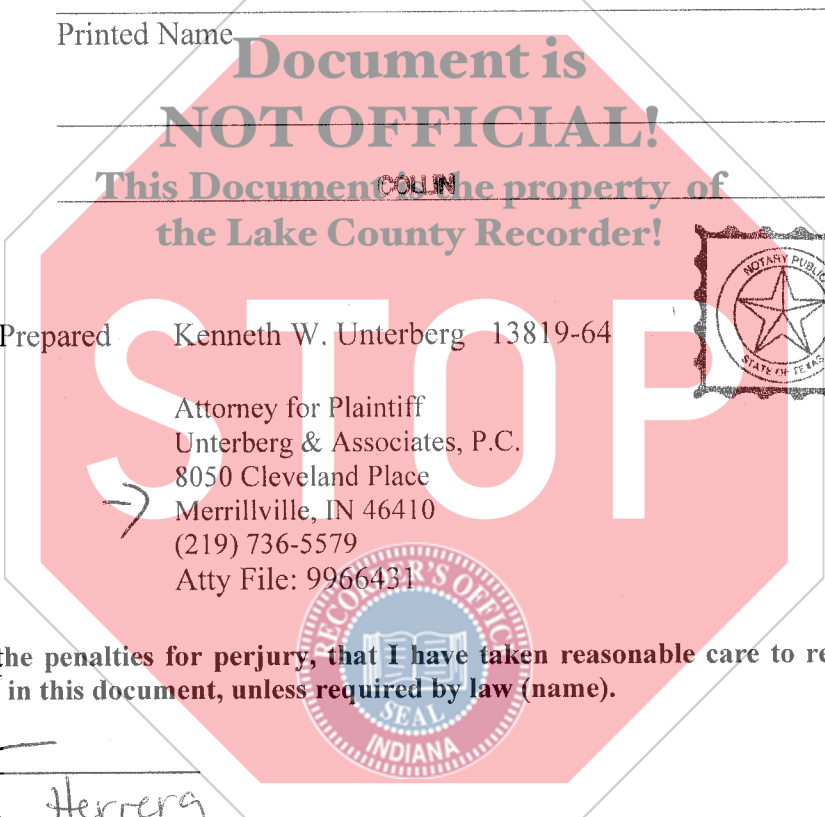 Printed Name
Document is
NOT OFFICIAL!
COLLIN
This Document is the property of
the Lake County Recorder!
NOTARY PUBLIC
STATE OF TEXAS
STOP
Prepared Kenneth W. Unterberg 13819-64
Attorney for Plaintiff
Unterberg & Associates, P.C.
8050 Cleveland Place
Merrillville, IN 46410
(219) 736-5579
Atty File: 9966431
RECORDER'S OFFIC
SEAL
INDIANA
the penalties for perjury, that I have taken reasonable care to re
in this document, unless required by law (name).
Herrera